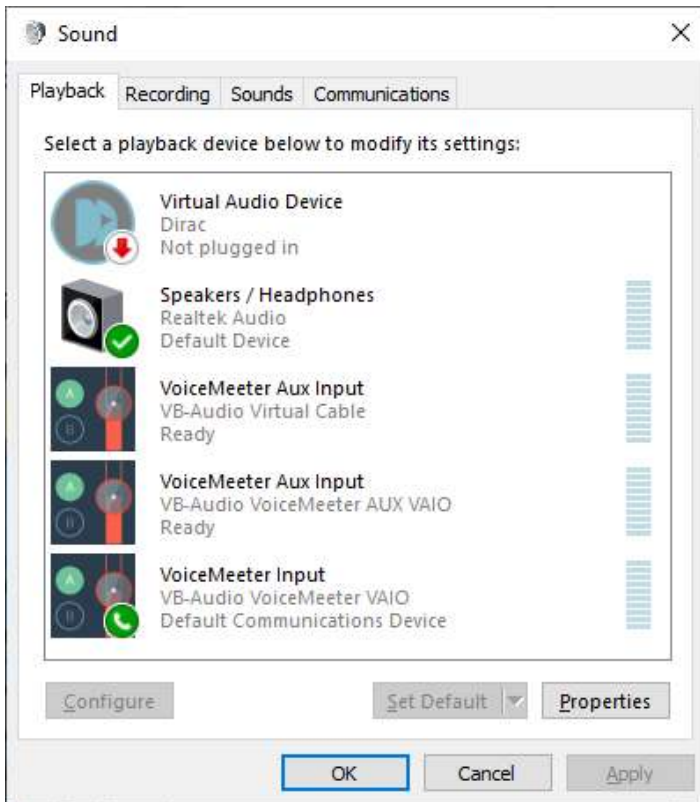 Sound
Playback Recording Sounds Communications
Select a playback device below to modify its settings:
Virtual Audio Device
Dirac
Not plugged in
Speakers / Headphones
Realtek Audio
Default Device
A
B
VoiceMeeter Aux Input
VB-Audio Virtual Cable
Ready
A
B
VoiceMeeter Aux Input
VB-Audio VoiceMeeter AUX VAIO
Ready
A
B
VoiceMeeter Input
VB-Audio VoiceMeeter VAIO
Default Communications Device
Configure Set Default Properties
OK Cancel Apply